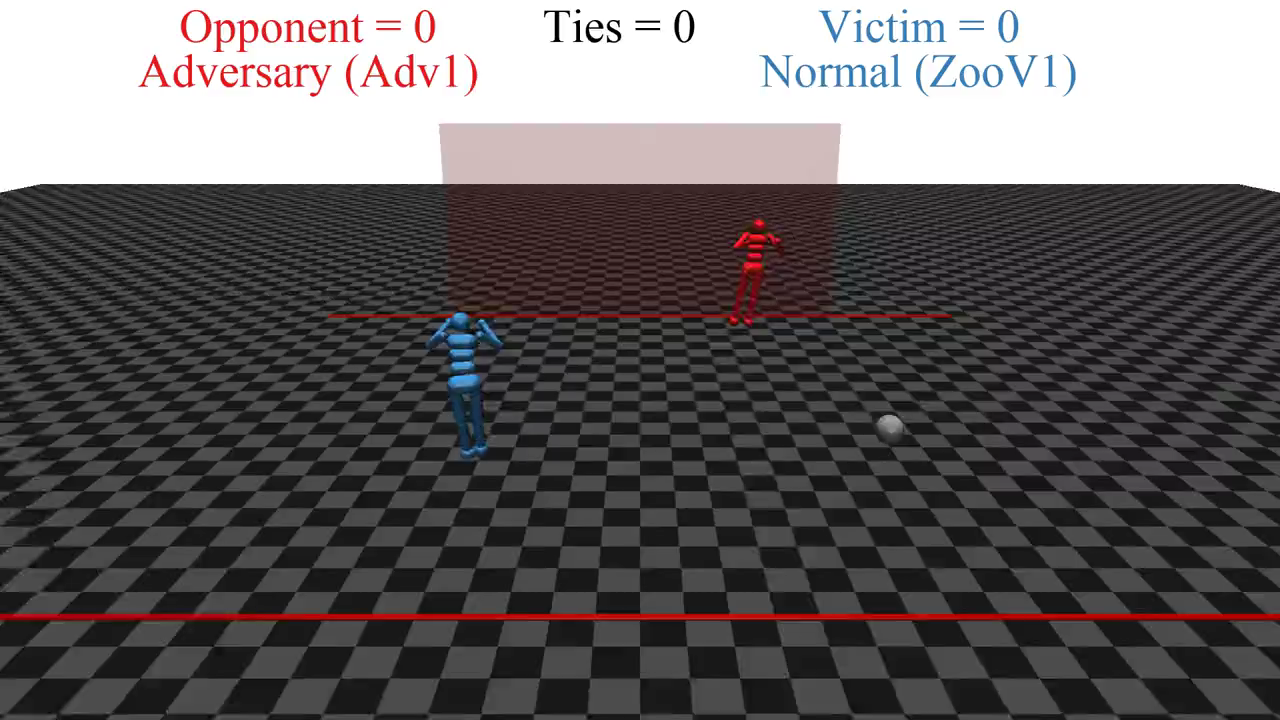 Opponent = 0 Ties = 0 Victim = 0
Adversary (Adv1) Normal (ZooV1)